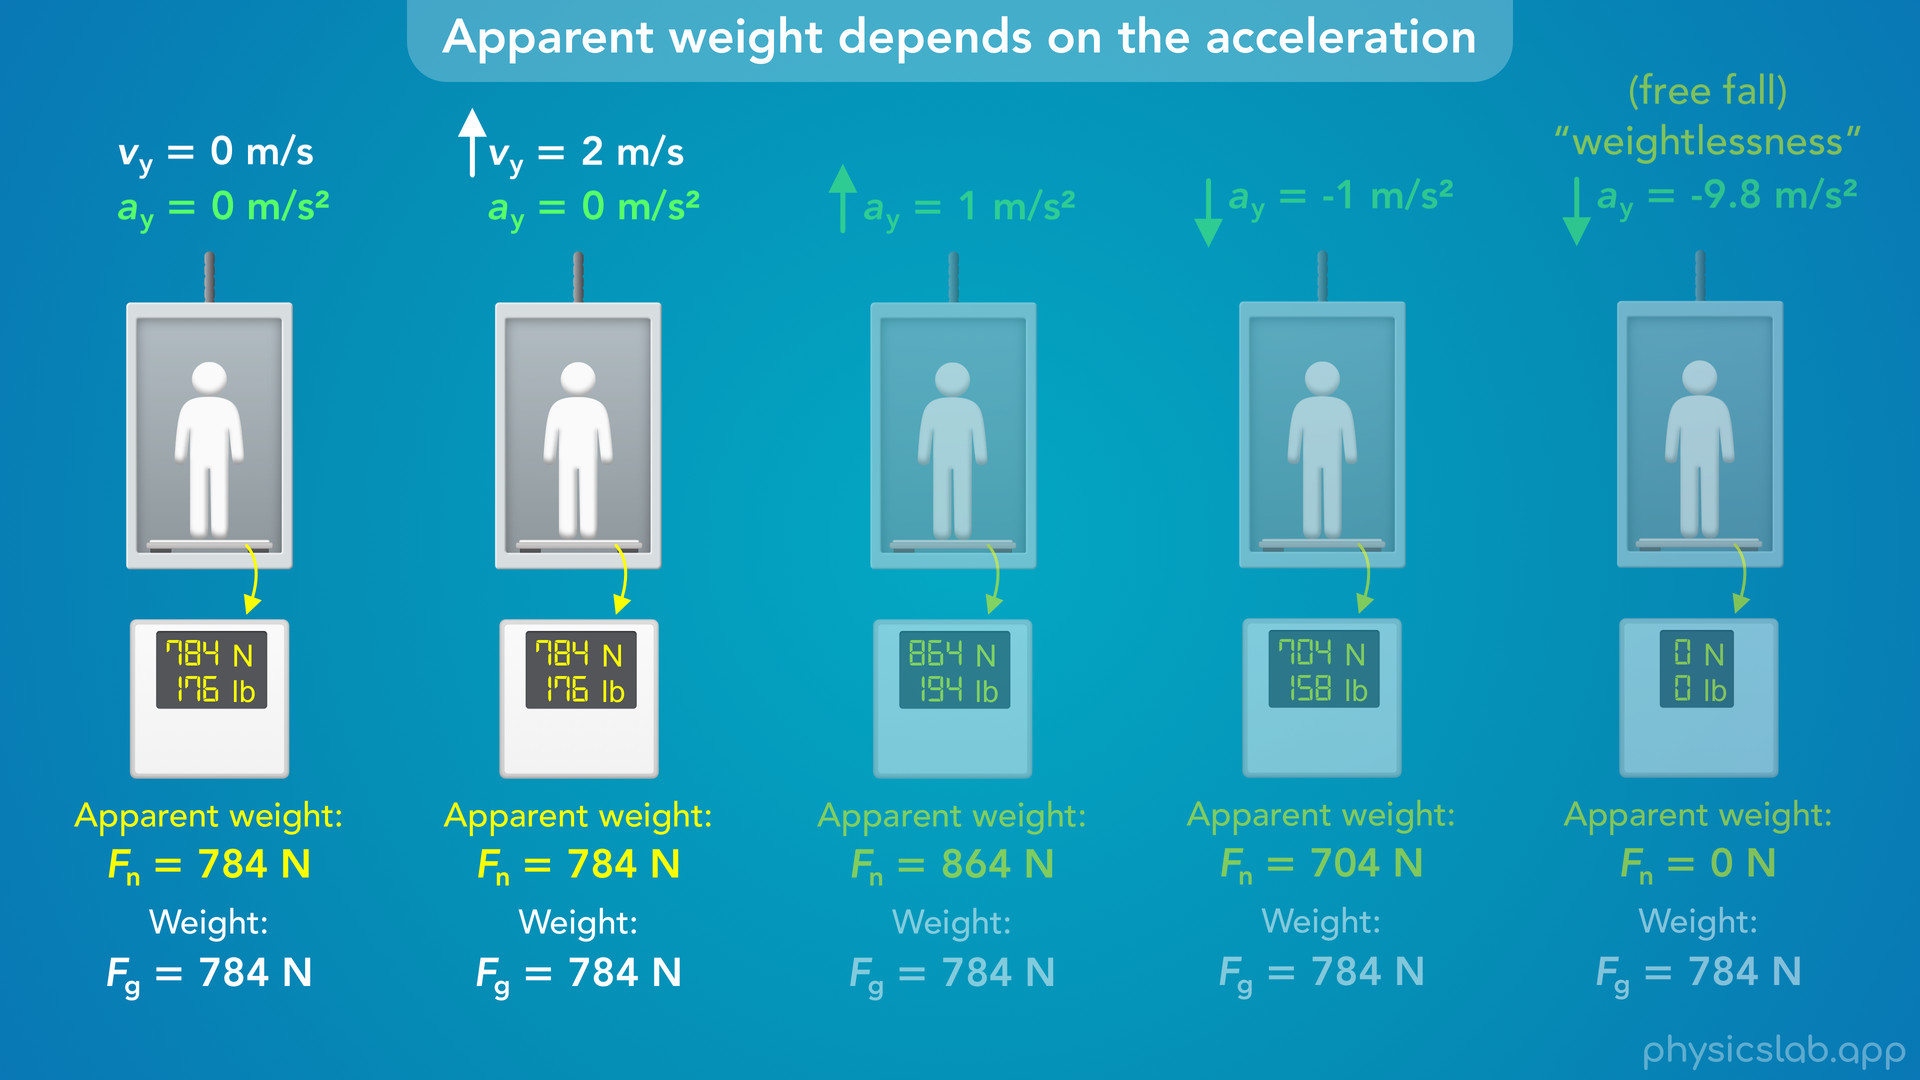 Apparent weight depends on the acceleration
vy = 0 m/s
ay = 0 m/s²
784 N
176 lb
Apparent weight:
Fn = 784 N
Weight:
Fg = 784 N
vy = 2 m/s
ay = 0 m/s²
784 N
176 lb
Apparent weight:
Fn = 784 N
Weight:
Fg = 784 N
ay = 1 m/s²
864 N
194 lb
Apparent weight:
Fn = 864 N
Weight:
Fg = 784 N
ay = -1 m/s²
704 N
158 lb
Apparent weight:
Fn = 704 N
Weight:
Fg = 784 N
(free fall)
“weightlessness”
ay = -9.8 m/s²
0 N
0 lb
Apparent weight:
Fn = 0 N
Weight:
Fg = 784 N
physicslab.app